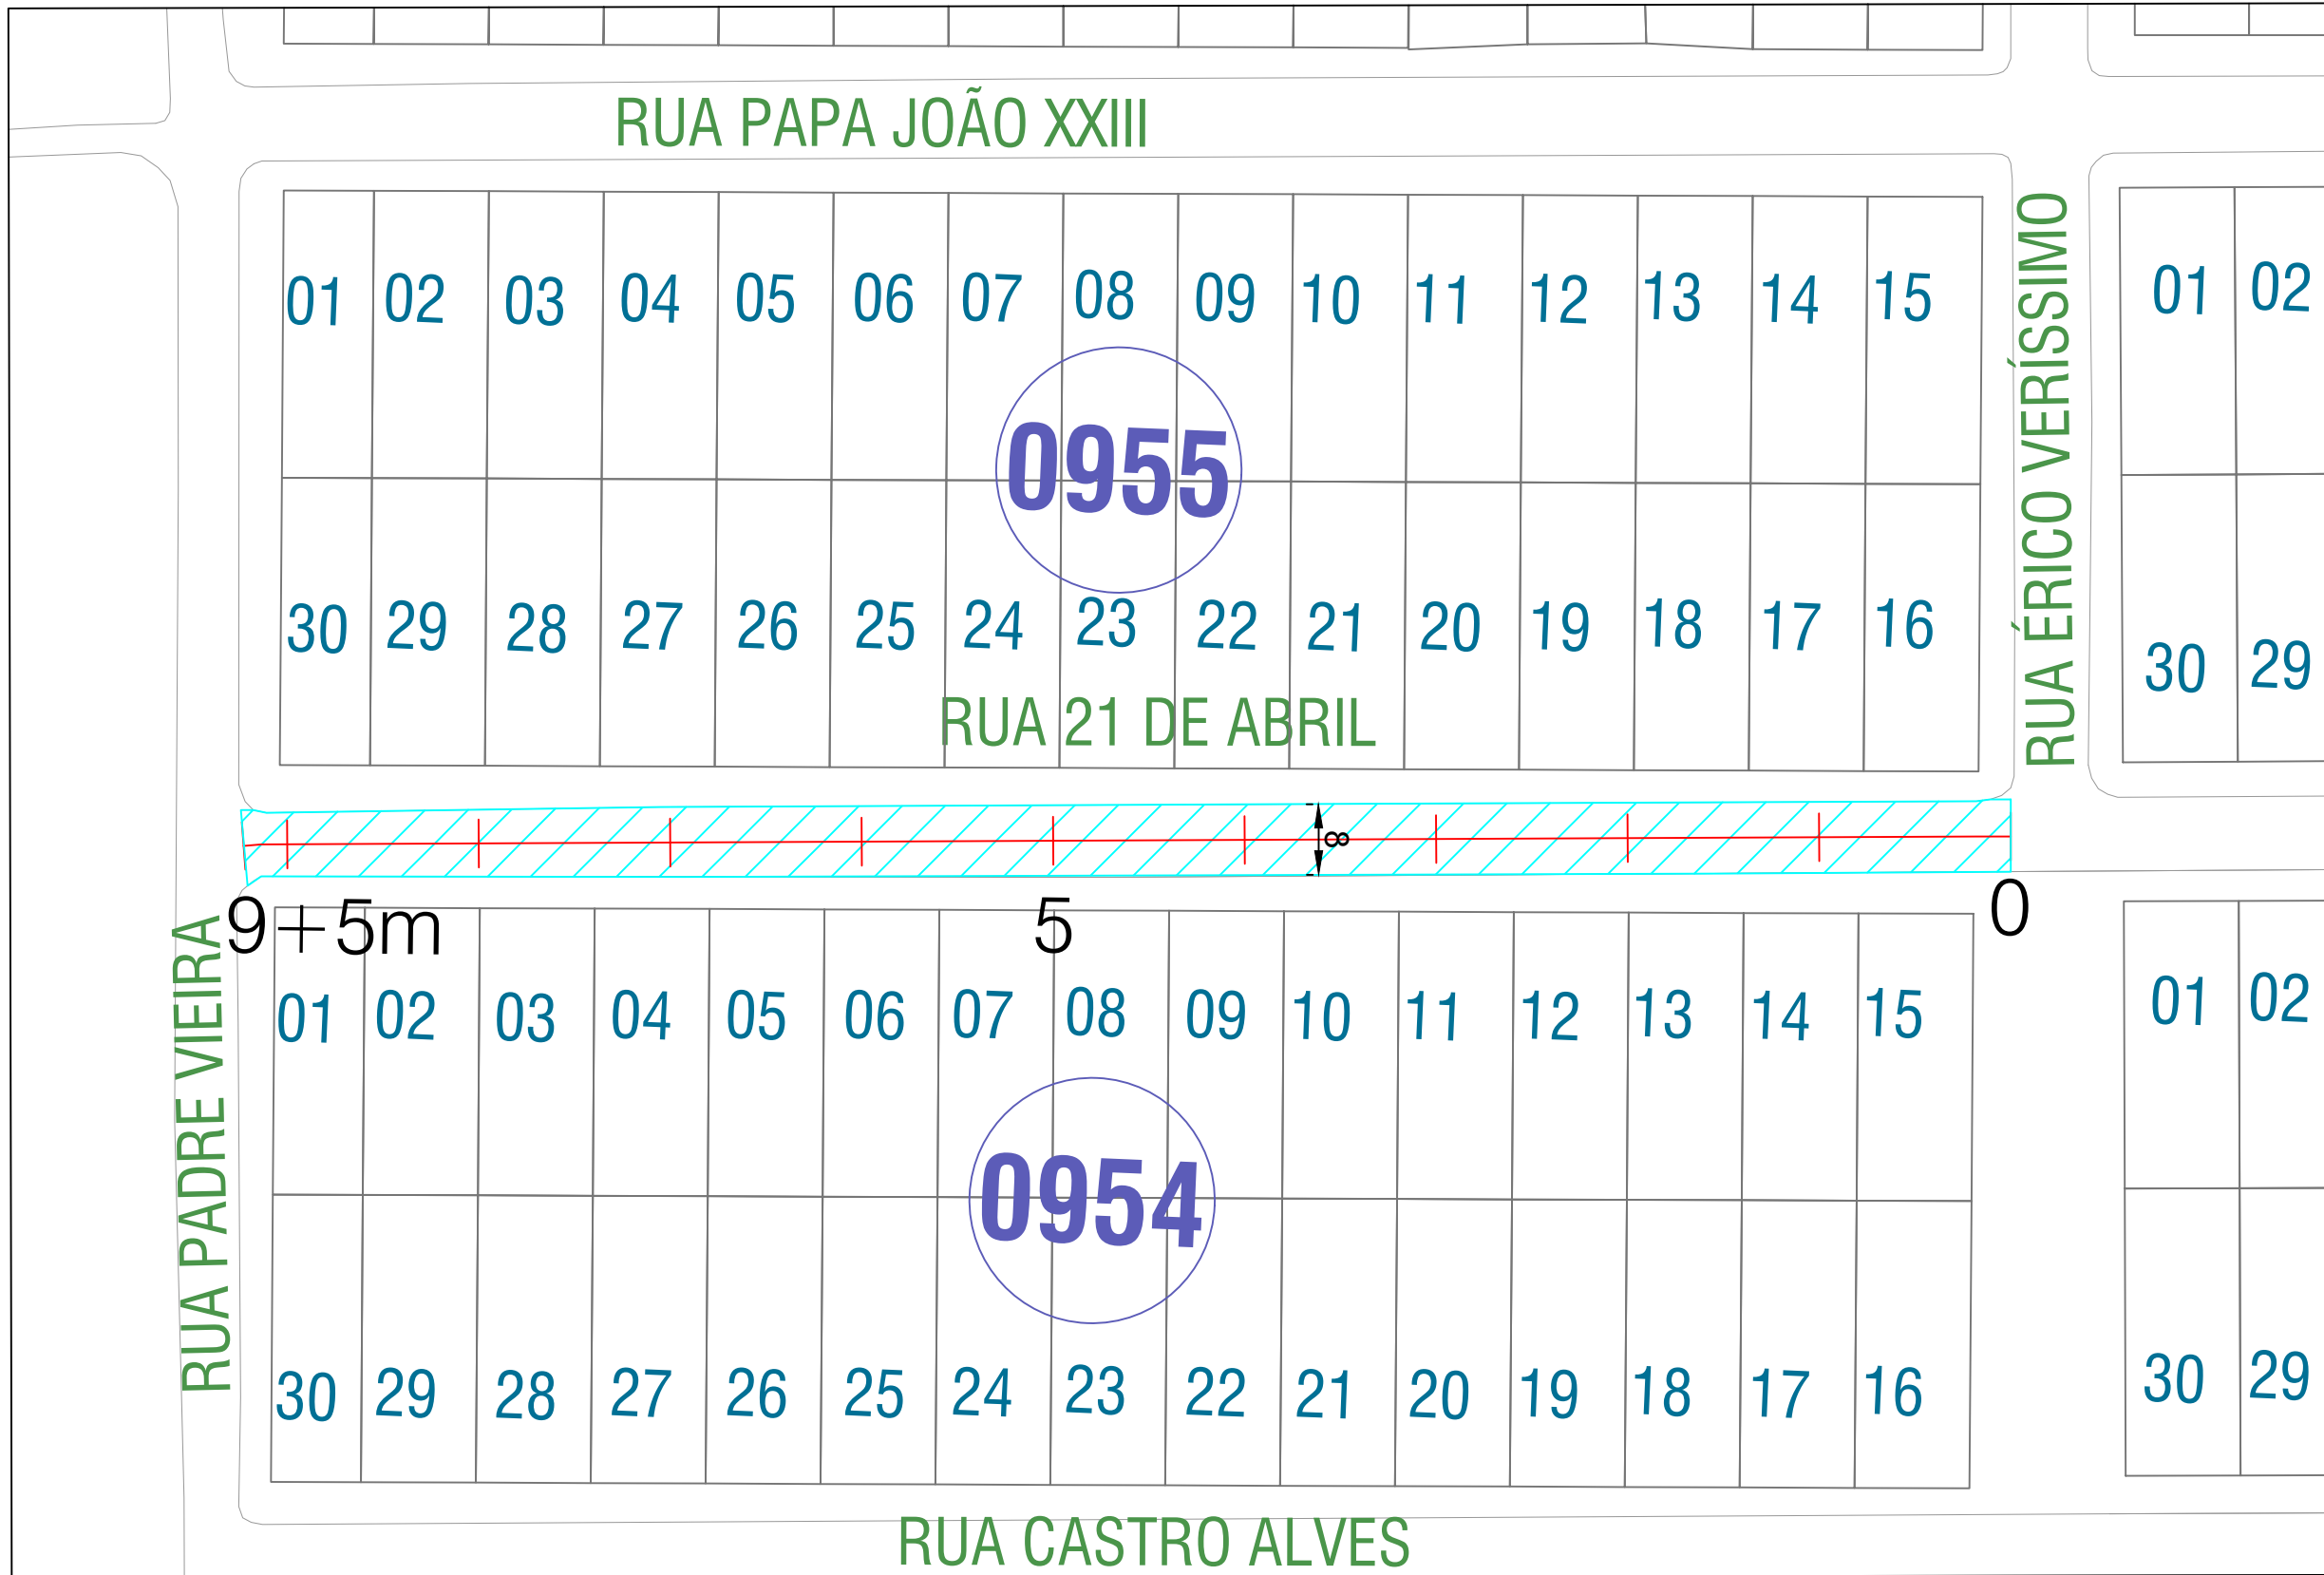 RUA PAPA JOÃO XXIII
01 02 03 04 05 06 07 08 09 10 11 12 13 14 15
01 02
0955
RUA ÉRICO VERÍSSIMO
30 29 28 27 26 25 24 23 22 21 20 19 18 17 16
30 29
RUA 21 DE ABRIL
8
9+5m
5
0
RUA PADRE VIEIRA
01 02 03 04 05 06 07 08 09 10 11 12 13 14 15
01 02
0954
30 29 28 27 26 25 24 23 22 21 20 19 18 17 16
30 29
RUA CASTRO ALVES